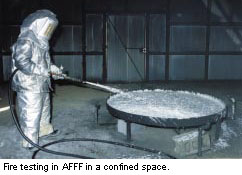 Fire testing in AFFF in a confined space.